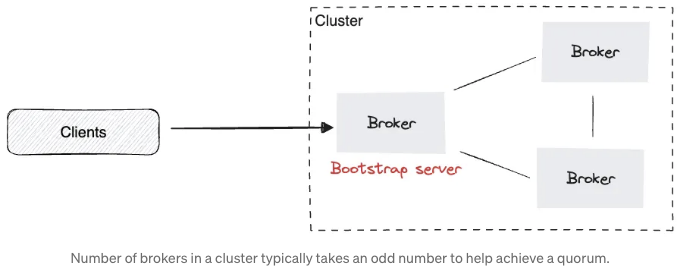 Cluster
Broker
Clients
Broker
Bootstrap server
Broker
Number of brokers in a cluster typically takes an odd number to help achieve a quorum.